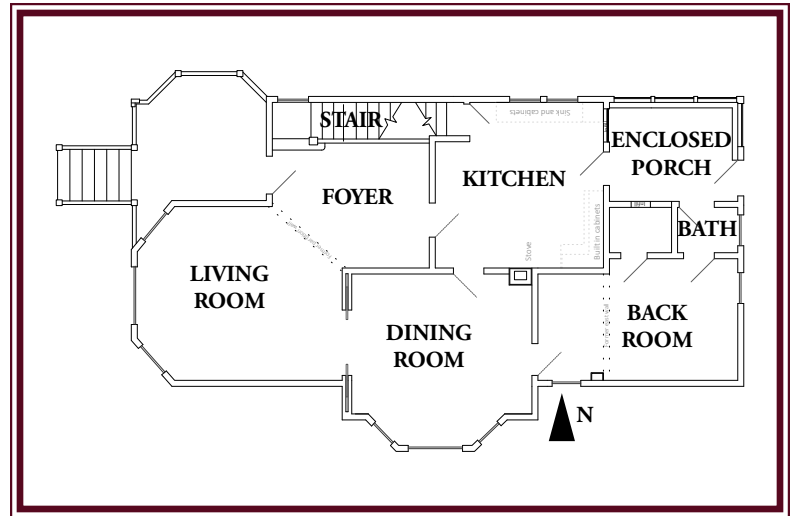 Sink and cabinets
STAIR
ENCLOSED
PORCH
KITCHEN
FOYER
BATH
Built in cabinets
Stove
LIVING
ROOM
BACK
ROOM
DINING
ROOM
N